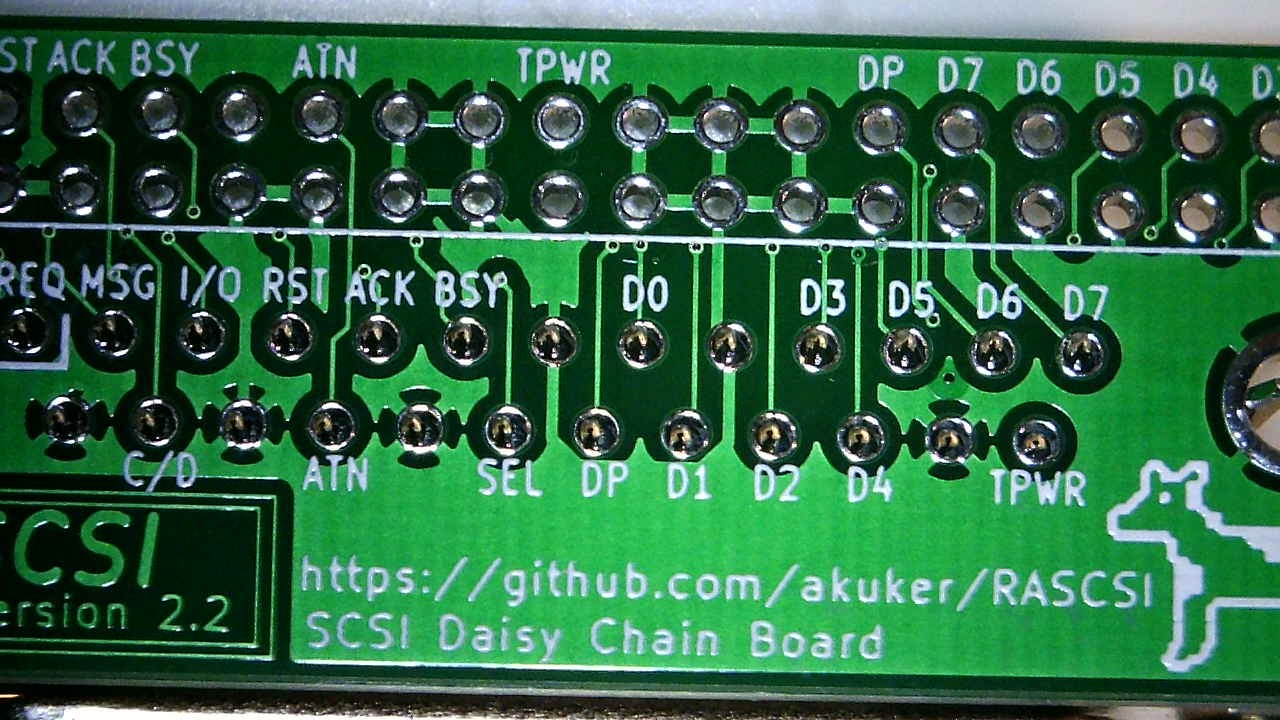 ST ACK BSY ATN TPWR DP D7 D6 D5 D4
REQ MSG I/O RST ACK BSY D0 D3 D5 D6 D7
C/D ATN SEL DP D1 D2 D4 TPWR
SCSI
ersion 2.2
https://github.com/akuker/RASCSI
SCSI Daisy Chain Board